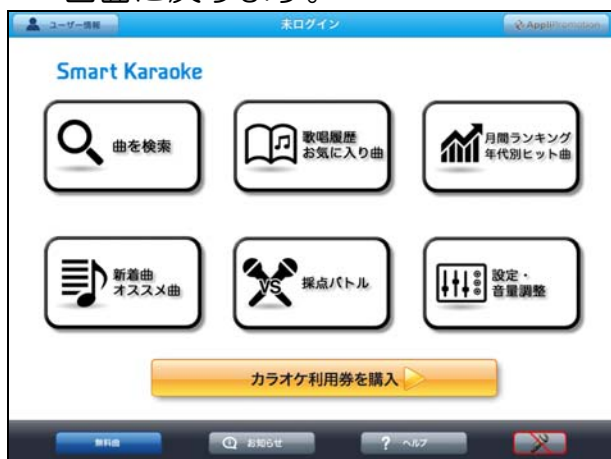 画面に戻ります。
ユーザー情報
未ログイン
AppliPromotion
Smart Karaoke
曲を検索
歌唱履歴
お気に入り曲
月間ランキング
年代別ヒット曲
新着曲
オススメ曲
VS
採点バトル
設定・
音量調整
カラオケ利用券を購入
無料曲
お知らせ
? ヘルプ